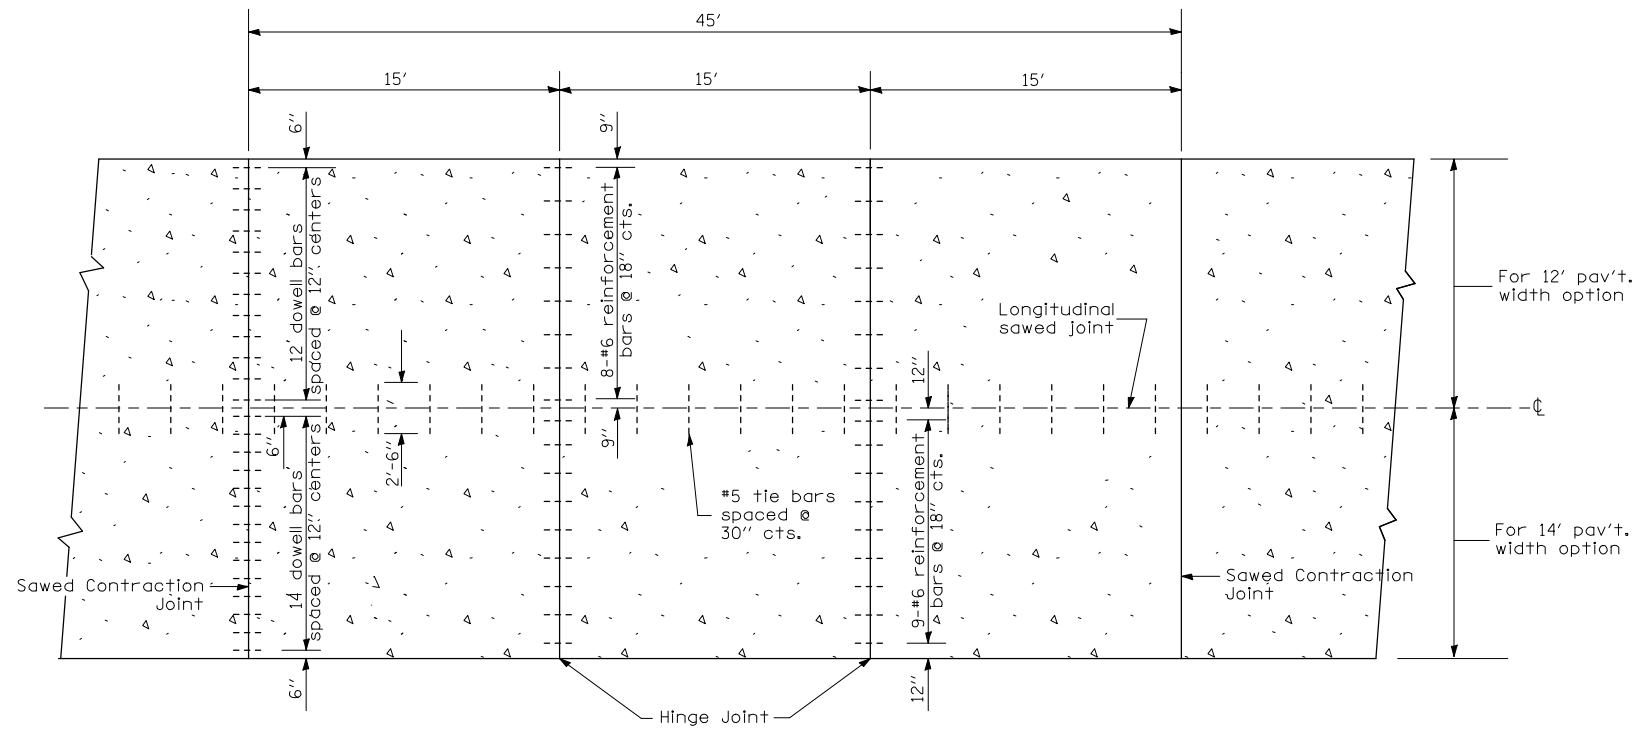 45'
15'
15'
15'
6"
9"
12' dowell bars
spaced @ 12" centers
8-#6 reinforcement
bars @ 18" cts.
For 12' pav't.
width option
Longitudinal
sawed joint
12"
℄
6"
2'-6"
9"
14 dowell bars
spaced @ 12" centers
#5 tie bars
spaced @
30" cts.
9-#6 reinforcement
bars @ 18" cts.
For 14' pav't.
width option
Sawed Contraction
Joint
Sawed Contraction
Joint
6"
12"
Hinge Joint